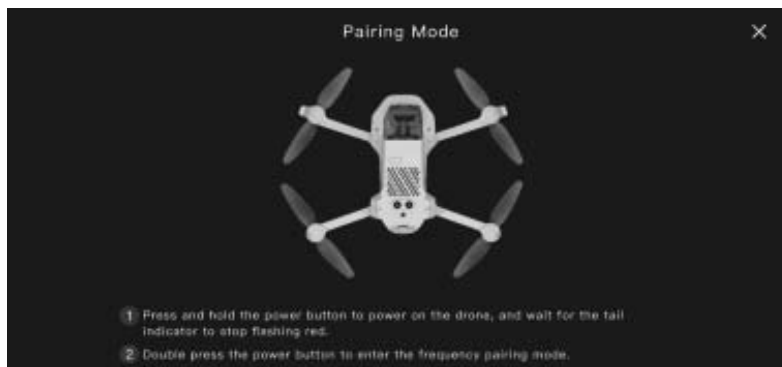 Pairing Mode
1 Press and hold the power button to power on the drone, and wait for the tail
indicator to stop flashing red.
2 Double press the power button to enter the frequency pairing mode.